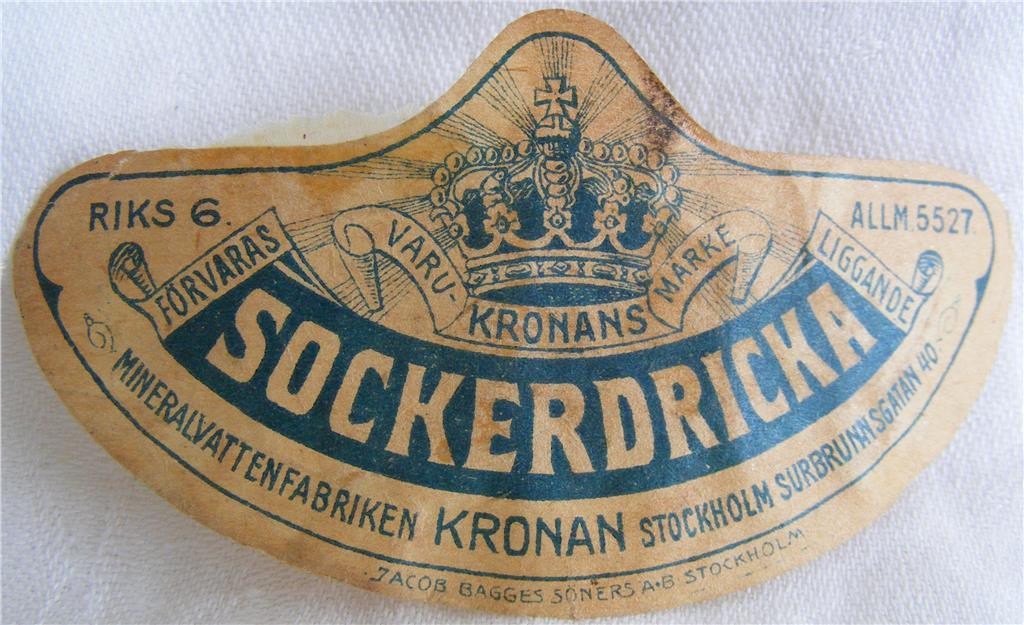 RIKS 6.
ALLM. 5527.
FÖRVARAS
LIGGANDE
VARU-
MÄRKE
KRONANS
SOCKERDRICKA
MINERALVATTENFABRIKEN KRONAN STOCKHOLM SURBRUNNSGATAN 40.
JACOB BAGGES SÖNERS A.B. STOCKHOLM